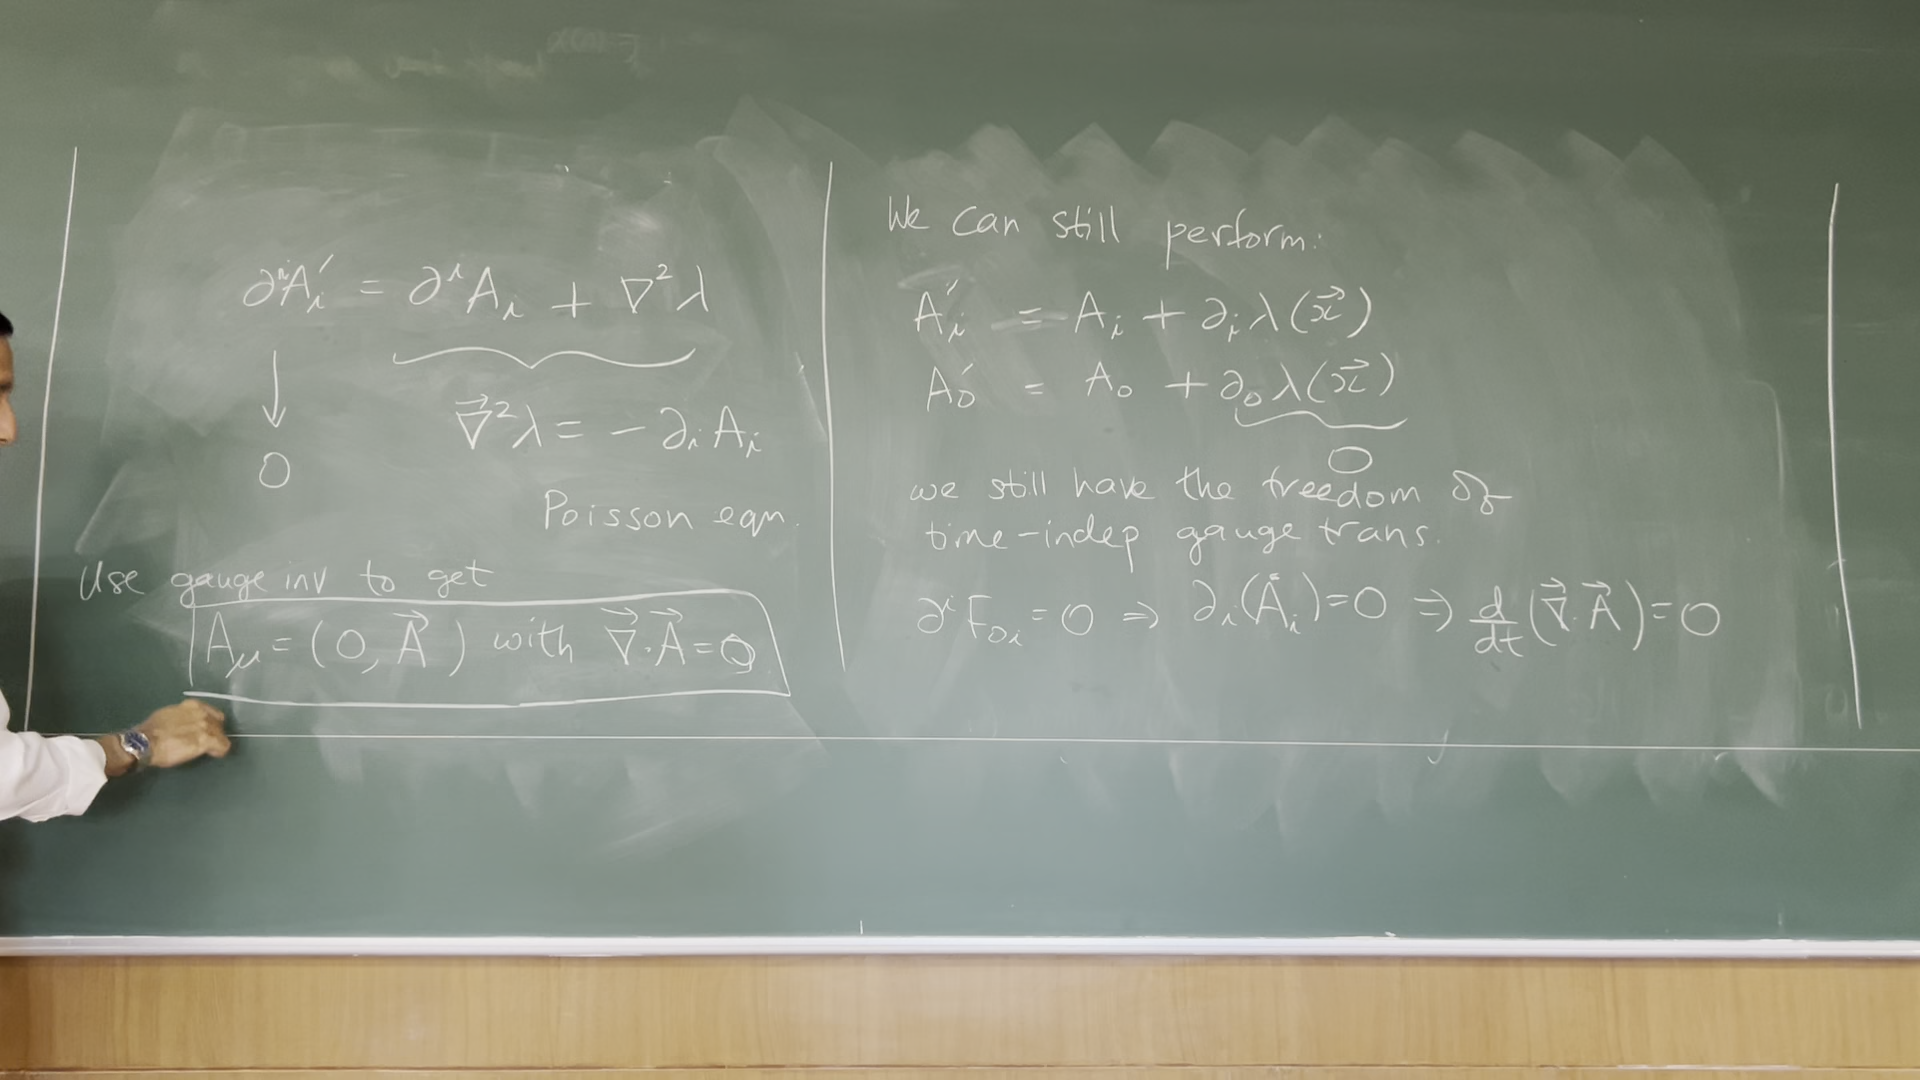 ∂ⁱA′ᵢ = ∂ⁱAᵢ + ∇²λ
↓
∇⃗²λ = −∂ᵢAᵢ
0
Poisson eqn.
Use gauge inv to get
A_μ = (0, A⃗) with ∇⃗·A⃗ = 0
We can still perform:
A′ᵢ = Aᵢ + ∂ᵢλ(x⃗)
A′₀ = A₀ + ∂₀λ(x⃗)
0
we still have the freedom of
time-indep gauge trans.
∂ⁱF₀ᵢ = 0 ⇒ ∂ᵢ(Ȧᵢ) = 0 ⇒ d/dt(∇⃗·A⃗) = 0